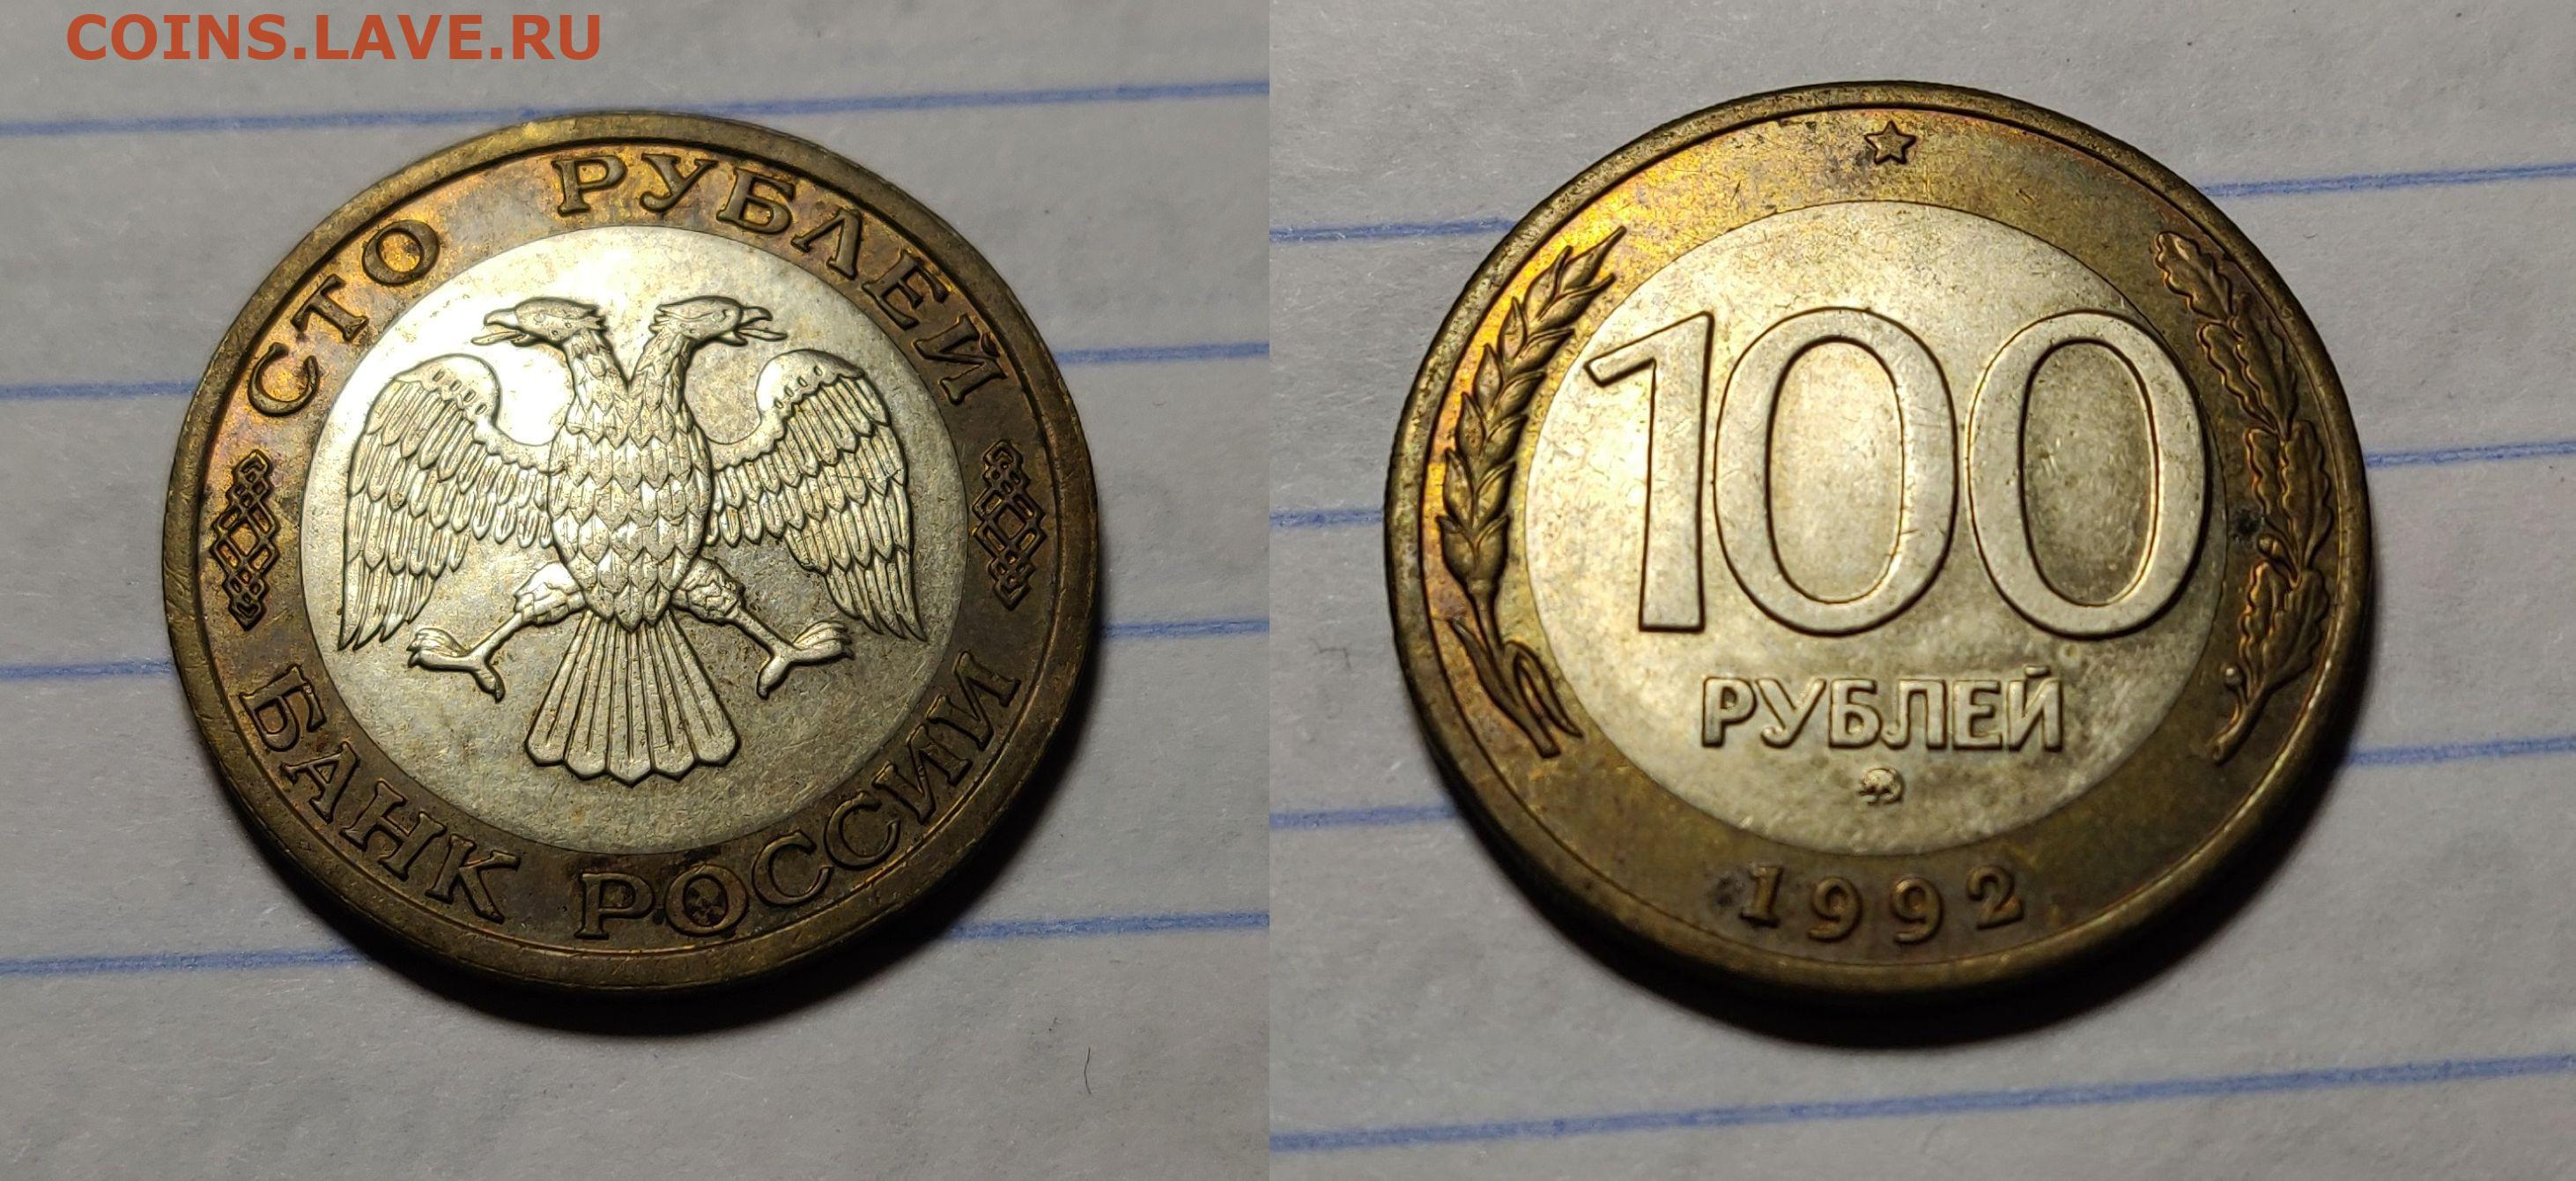 COINS.LAVE.RU
СТО РУБЛЕЙ
БАНК РОССИИ
100
РУБЛЕЙ
1992